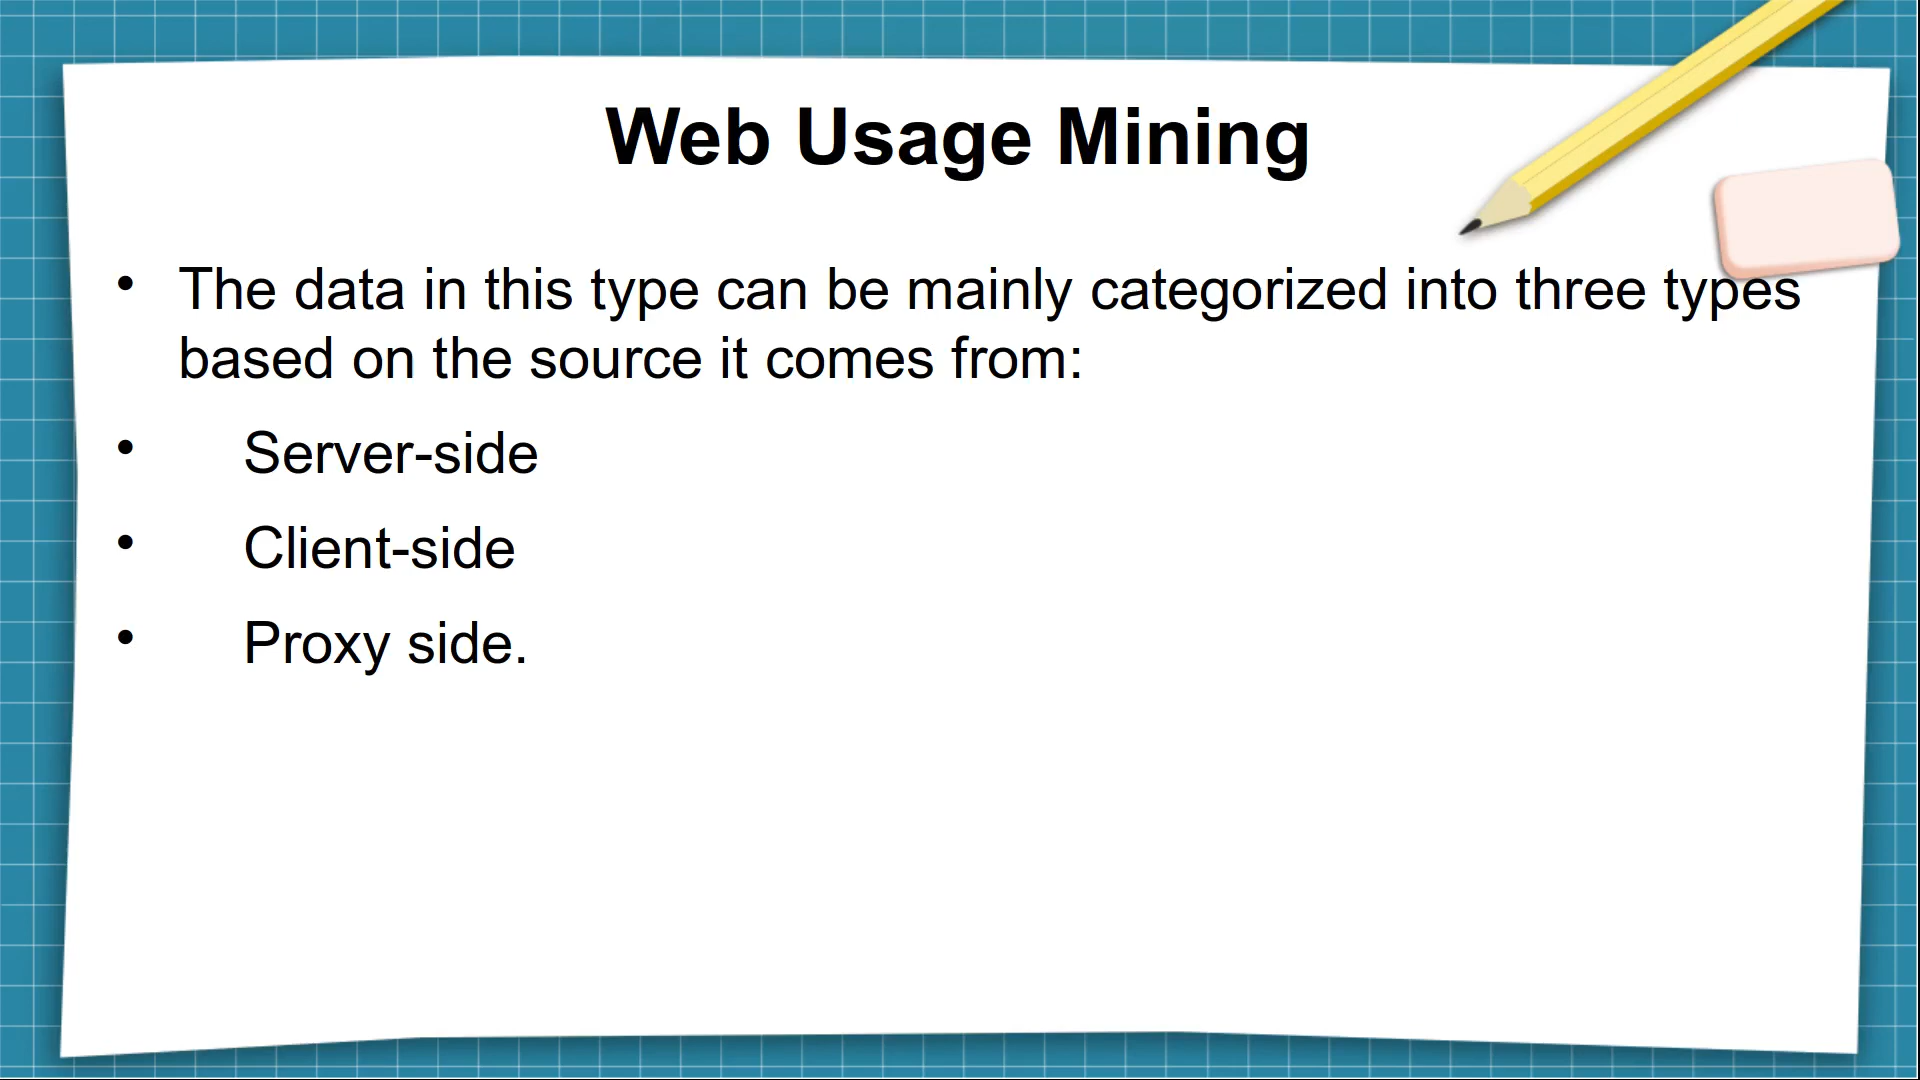 Web Usage Mining
• The data in this type can be mainly categorized into three types
based on the source it comes from:
• Server-side
• Client-side
• Proxy side.